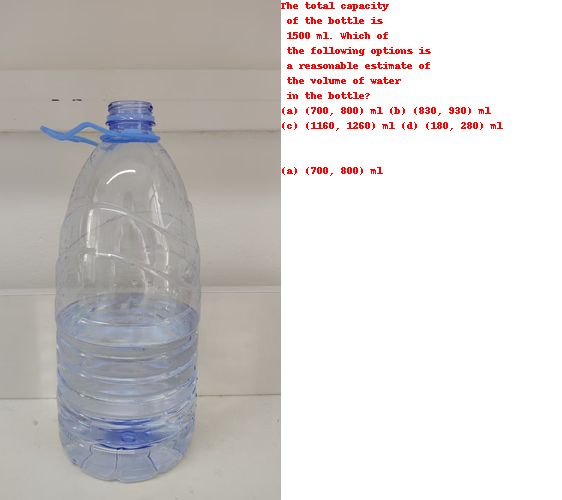 The total capacity
of the bottle is
1500 ml. Which of
the following options is
a reasonable estimate of
the volume of water
in the bottle?
(a) (700, 800) ml (b) (830, 930) ml
(c) (1160, 1260) ml (d) (180, 280) ml
(a) (700, 800) ml